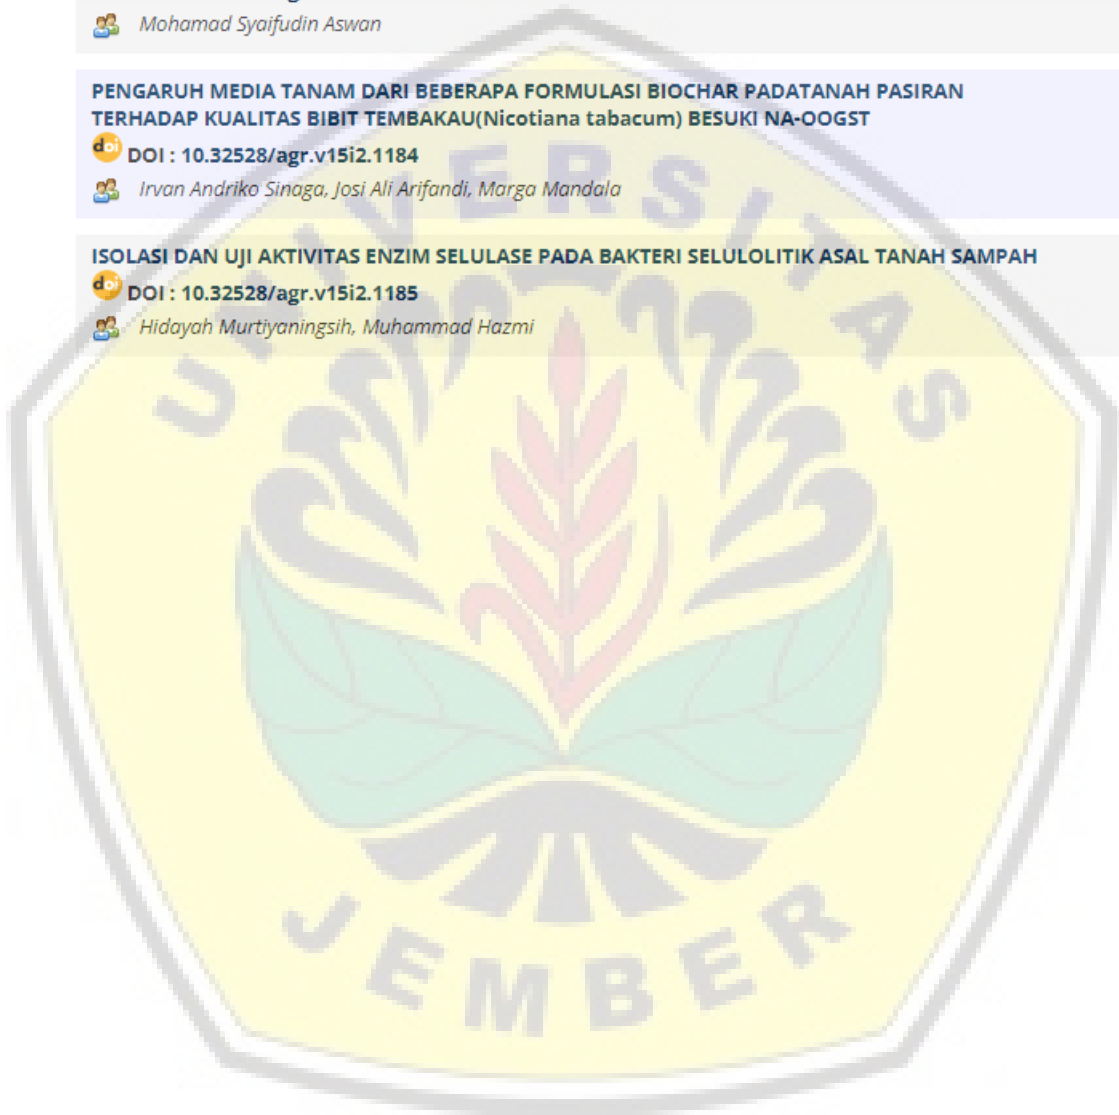 Mohamad Syaifudin Aswan
PENGARUH MEDIA TANAM DARI BEBERAPA FORMULASI BIOCHAR PADATANAH PASIRAN
TERHADAP KUALITAS BIBIT TEMBAKAU(Nicotiana tabacum) BESUKI NA-OOGST
doi DOI : 10.32528/agr.v15i2.1184
Irvan Andriko Sinaga, Josi Ali Arifandi, Marga Mandala
ISOLASI DAN UJI AKTIVITAS ENZIM SELULASE PADA BAKTERI SELULOLITIK ASAL TANAH SAMPAH
doi DOI : 10.32528/agr.v15i2.1185
Hidayah Murtiyaningsih, Muhammad Hazmi
UNIVERSITAS
JEMBER